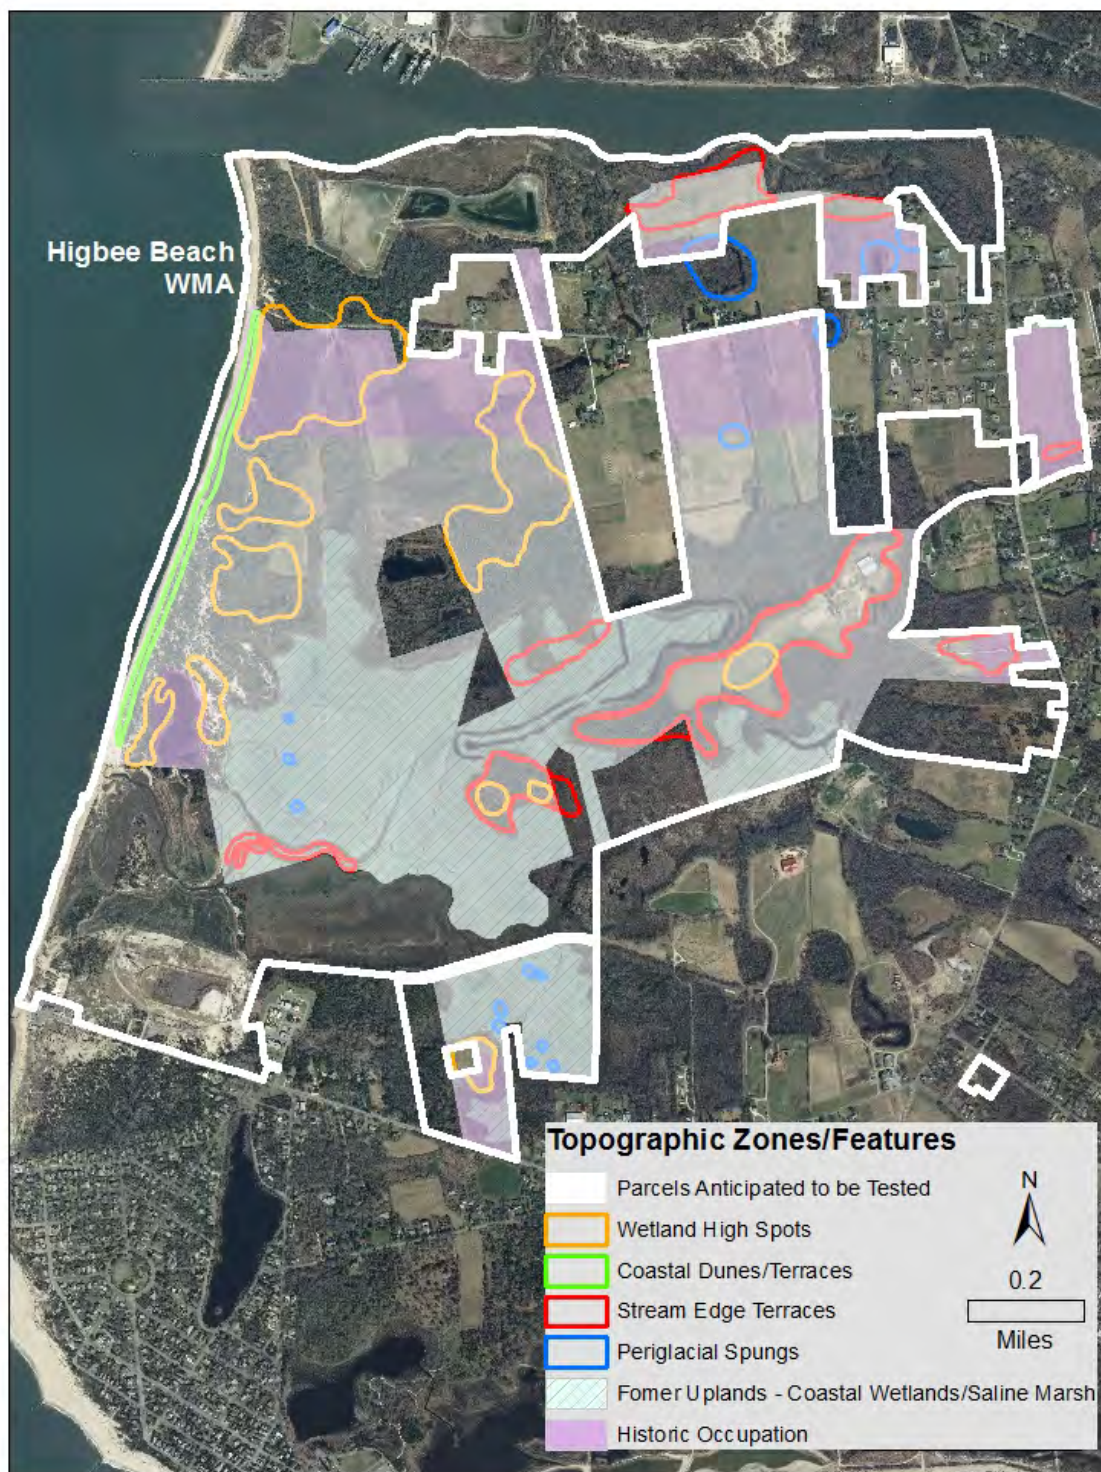 Higbee Beach
WMA
Topographic Zones/Features
Parcels Anticipated to be Tested
Wetland High Spots
Coastal Dunes/Terraces
Stream Edge Terraces
Periglacial Spungs
Fomer Uplands - Coastal Wetlands/Saline Marsh
Historic Occupation
N
0.2
Miles